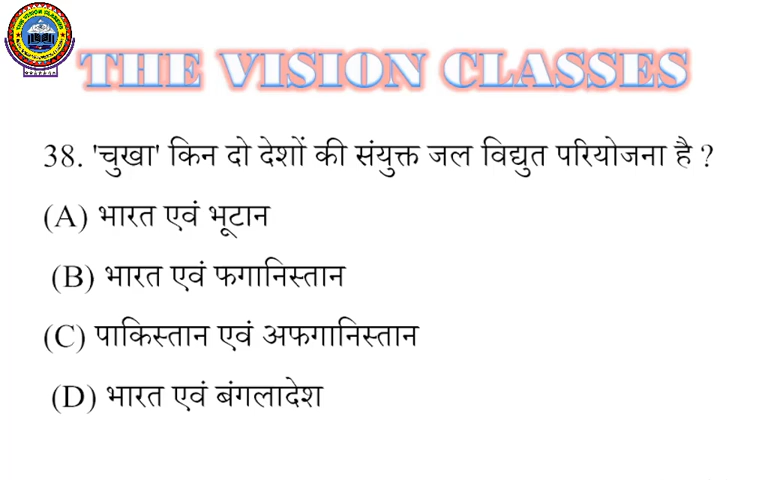 THE VISION CLASSES
38. 'चुखा' किन दो देशों की संयुक्त जल विद्युत परियोजना है ?
(A) भारत एवं भूटान
(B) भारत एवं फगानिस्तान
(C) पाकिस्तान एवं अफगानिस्तान
(D) भारत एवं बंगलादेश